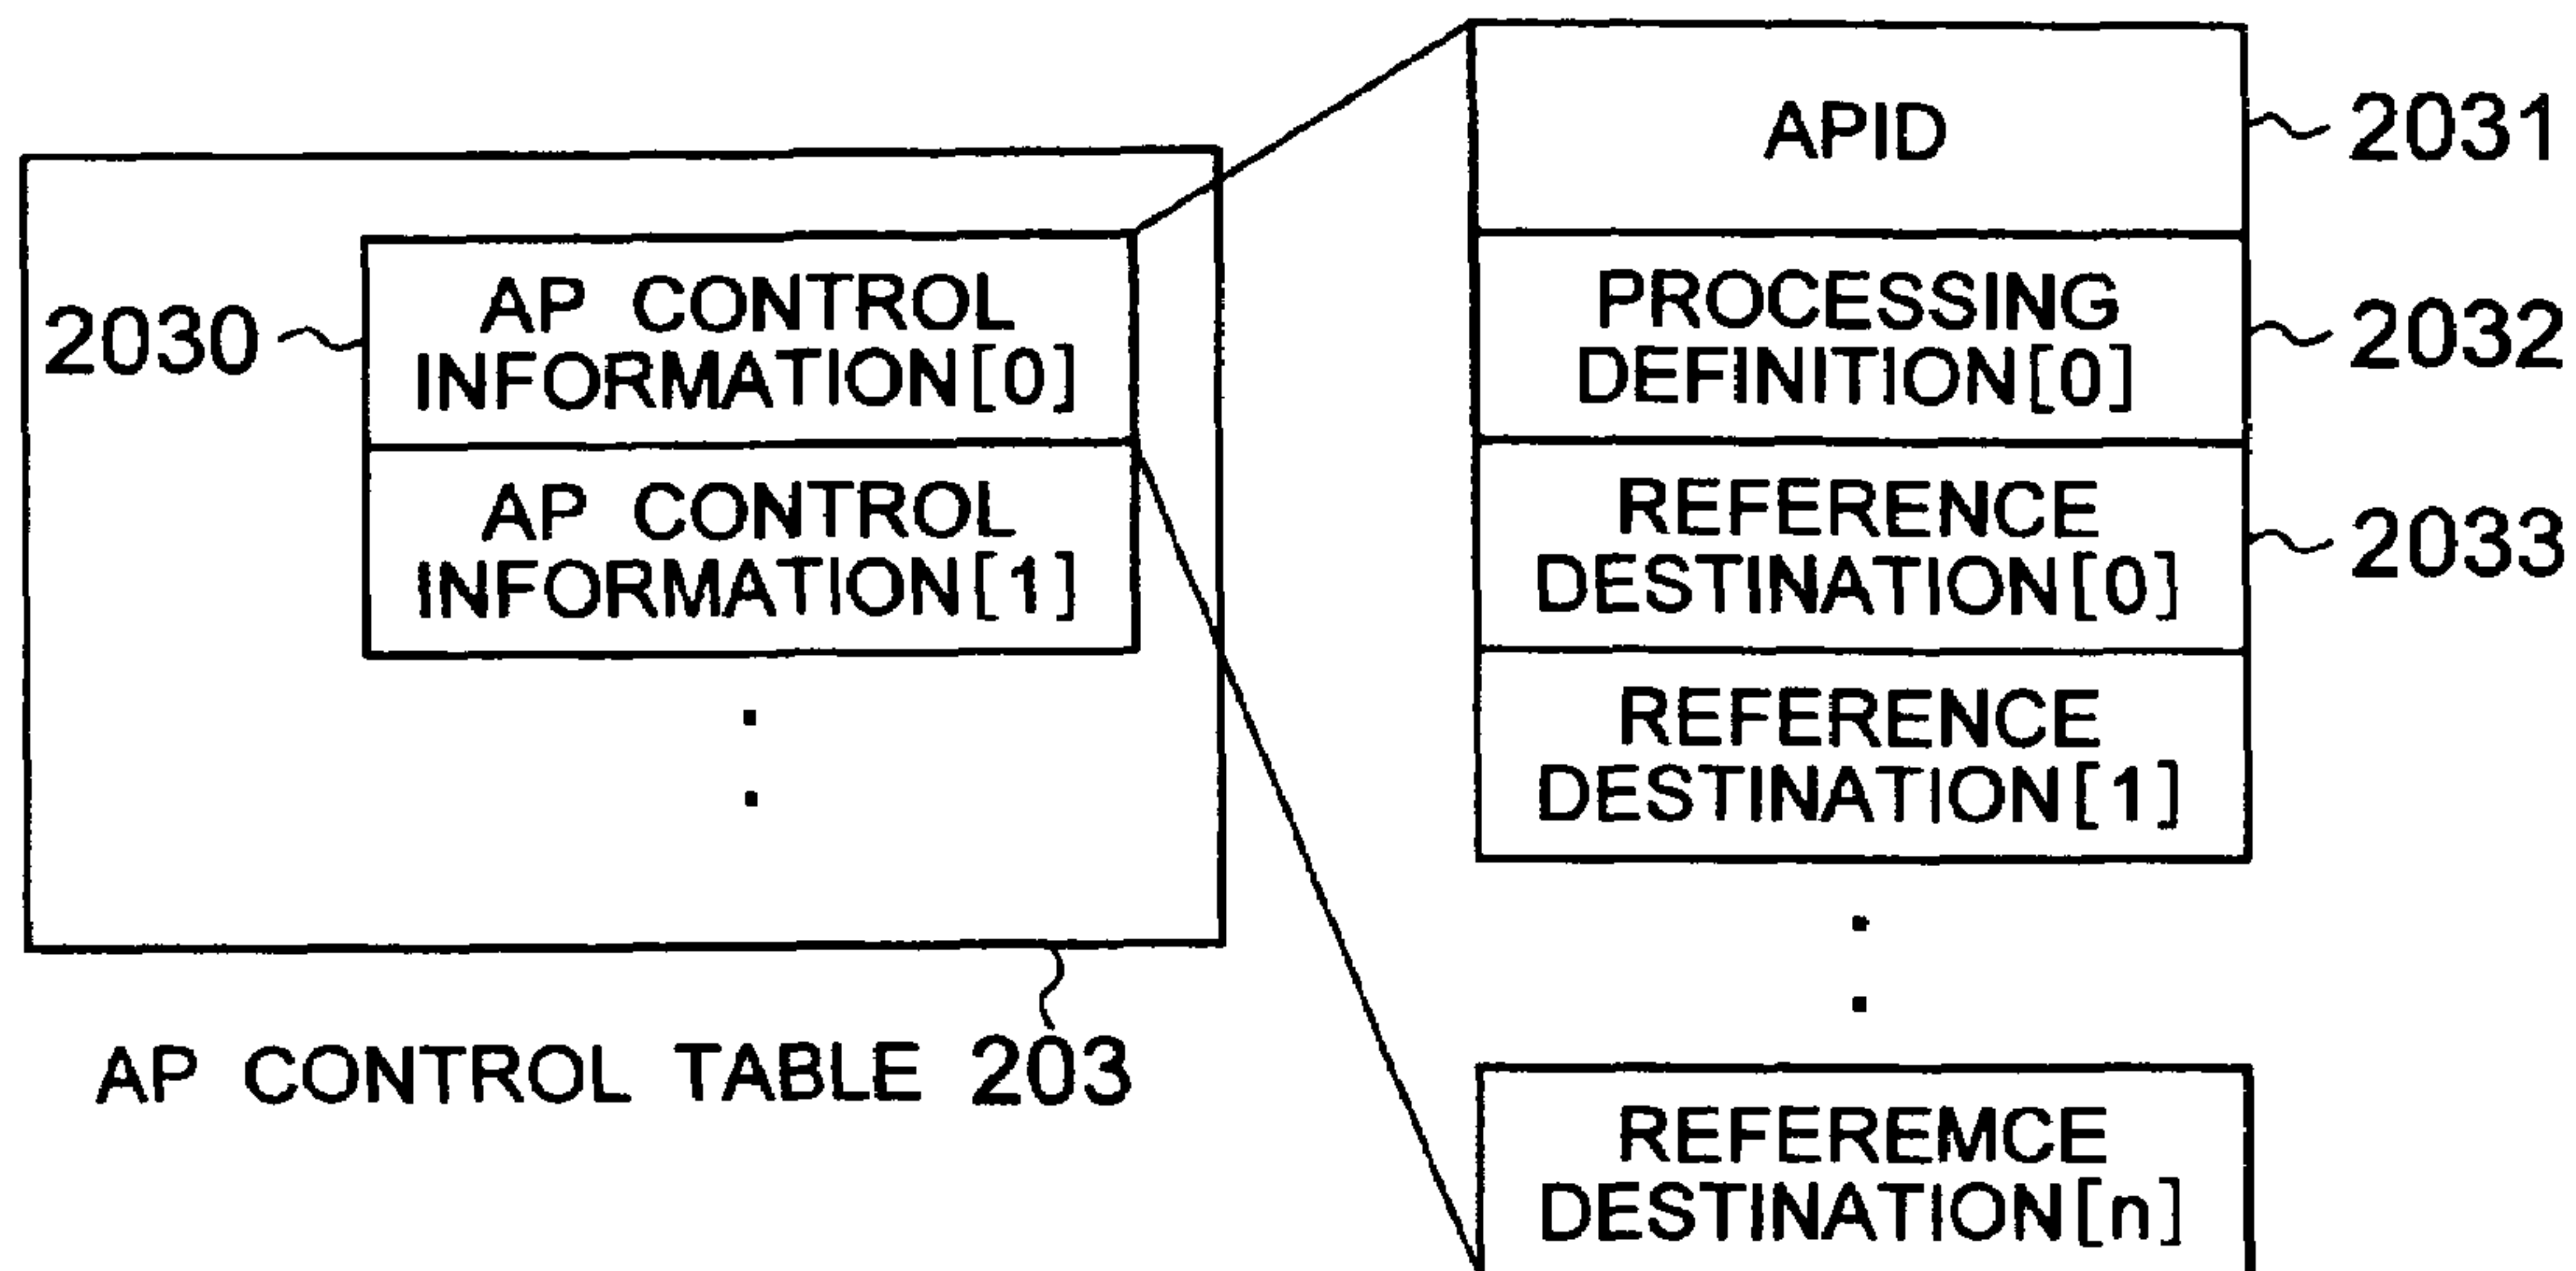 2030
AP CONTROL
INFORMATION[0]
AP CONTROL
INFORMATION[1]
AP CONTROL TABLE 203
APID
2031
PROCESSING
DEFINITION[0]
2032
REFERENCE
DESTINATION[0]
2033
REFERENCE
DESTINATION[1]
REFEREMCE
DESTINATION[n]